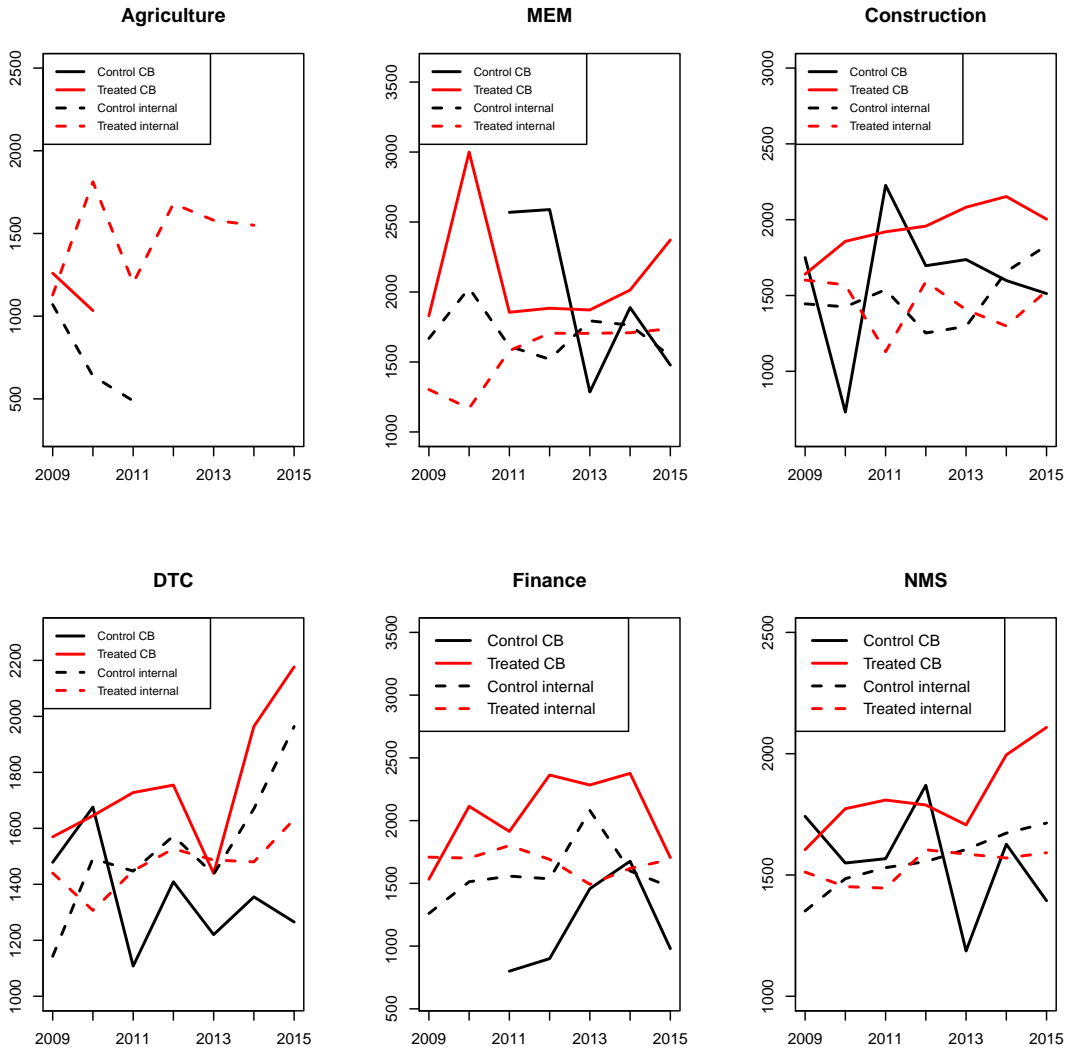 Agriculture
MEM
Construction
2500
2000
1500
1000
500
Control CB
Treated CB
Control internal
Treated internal
2009
2011
2013
2015
3500
3000
2500
2000
1500
1000
Control CB
Treated CB
Control internal
Treated internal
2009
2011
2013
2015
3000
2500
2000
1500
1000
Control CB
Treated CB
Control internal
Treated internal
2009
2011
2013
2015
DTC
Finance
NMS
2200
2000
1800
1600
1400
1200
1000
Control CB
Treated CB
Control internal
Treated internal
2009
2011
2013
2015
3500
3000
2500
2000
1500
1000
500
Control CB
Treated CB
Control internal
Treated internal
2009
2011
2013
2015
2500
2000
1500
1000
Control CB
Treated CB
Control internal
Treated internal
2009
2011
2013
2015